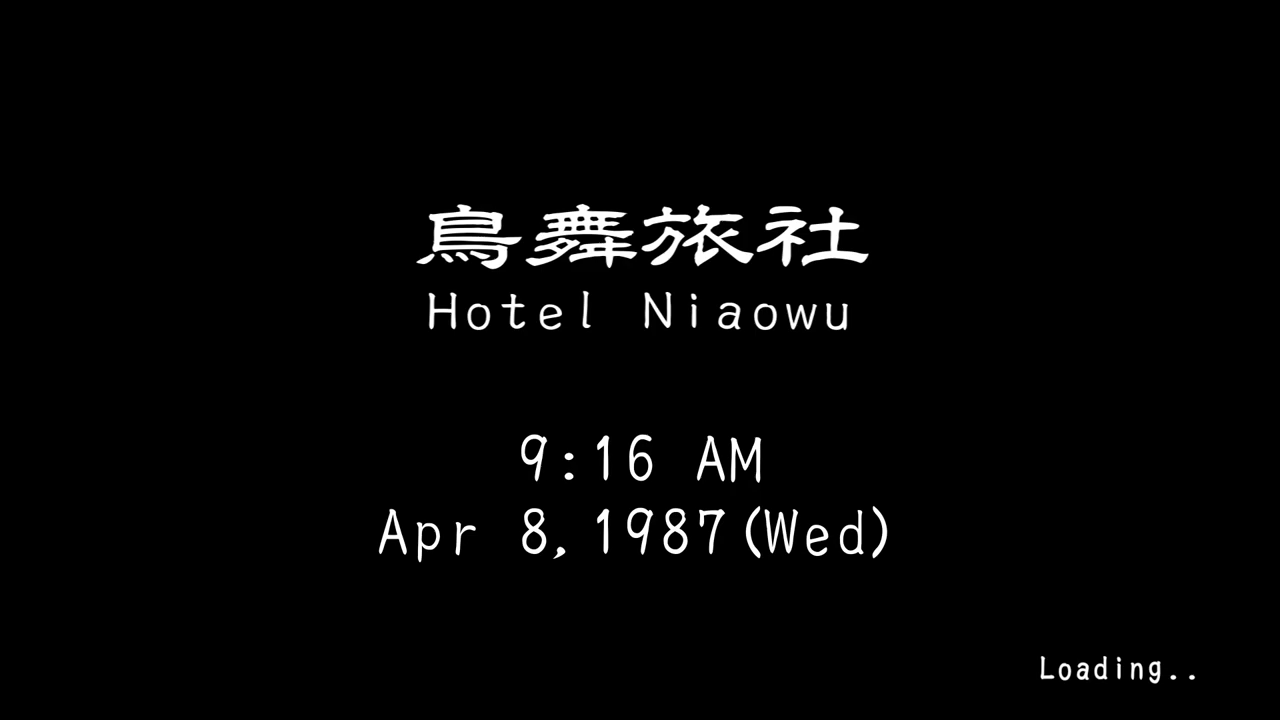 鳥舞旅社
Hotel Niaowu
9:16 AM
Apr 8,1987(Wed)
Loading..